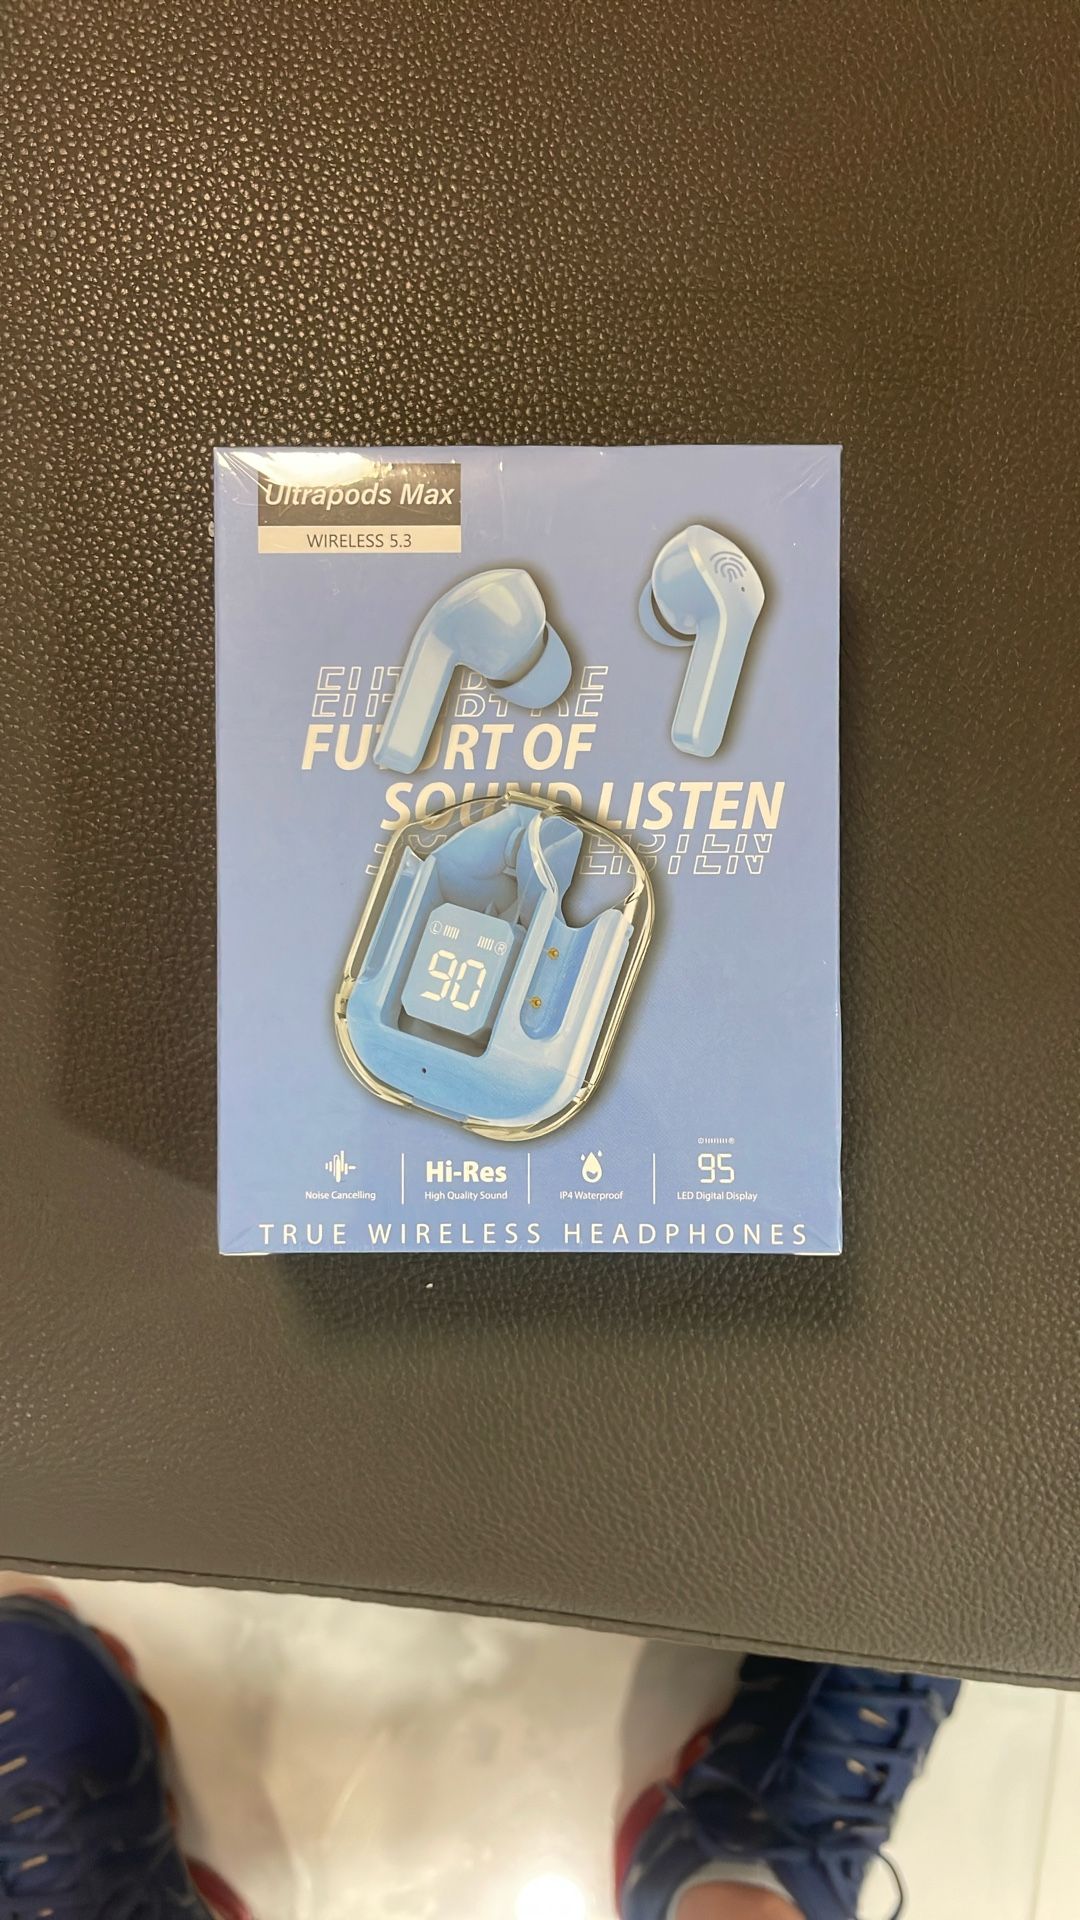 Ultrapods Max
WIRELESS 5.3
FUTURT OF
SOUND LISTEN
L R
90
95
Noise Cancelling
Hi-Res
High Quality Sound
IP4 Waterproof
LED Digital Display
TRUE WIRELESS HEADPHONES